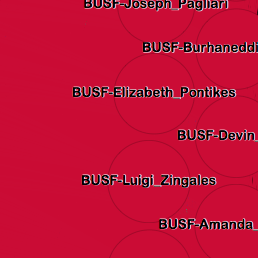 BUSF-Joseph_Pagliari
BUSF-Burhaneddi
BUSF-Elizabeth_Pontikes
BUSF-Devin_
BUSF-Luigi_Zingales
BUSF-Amanda_